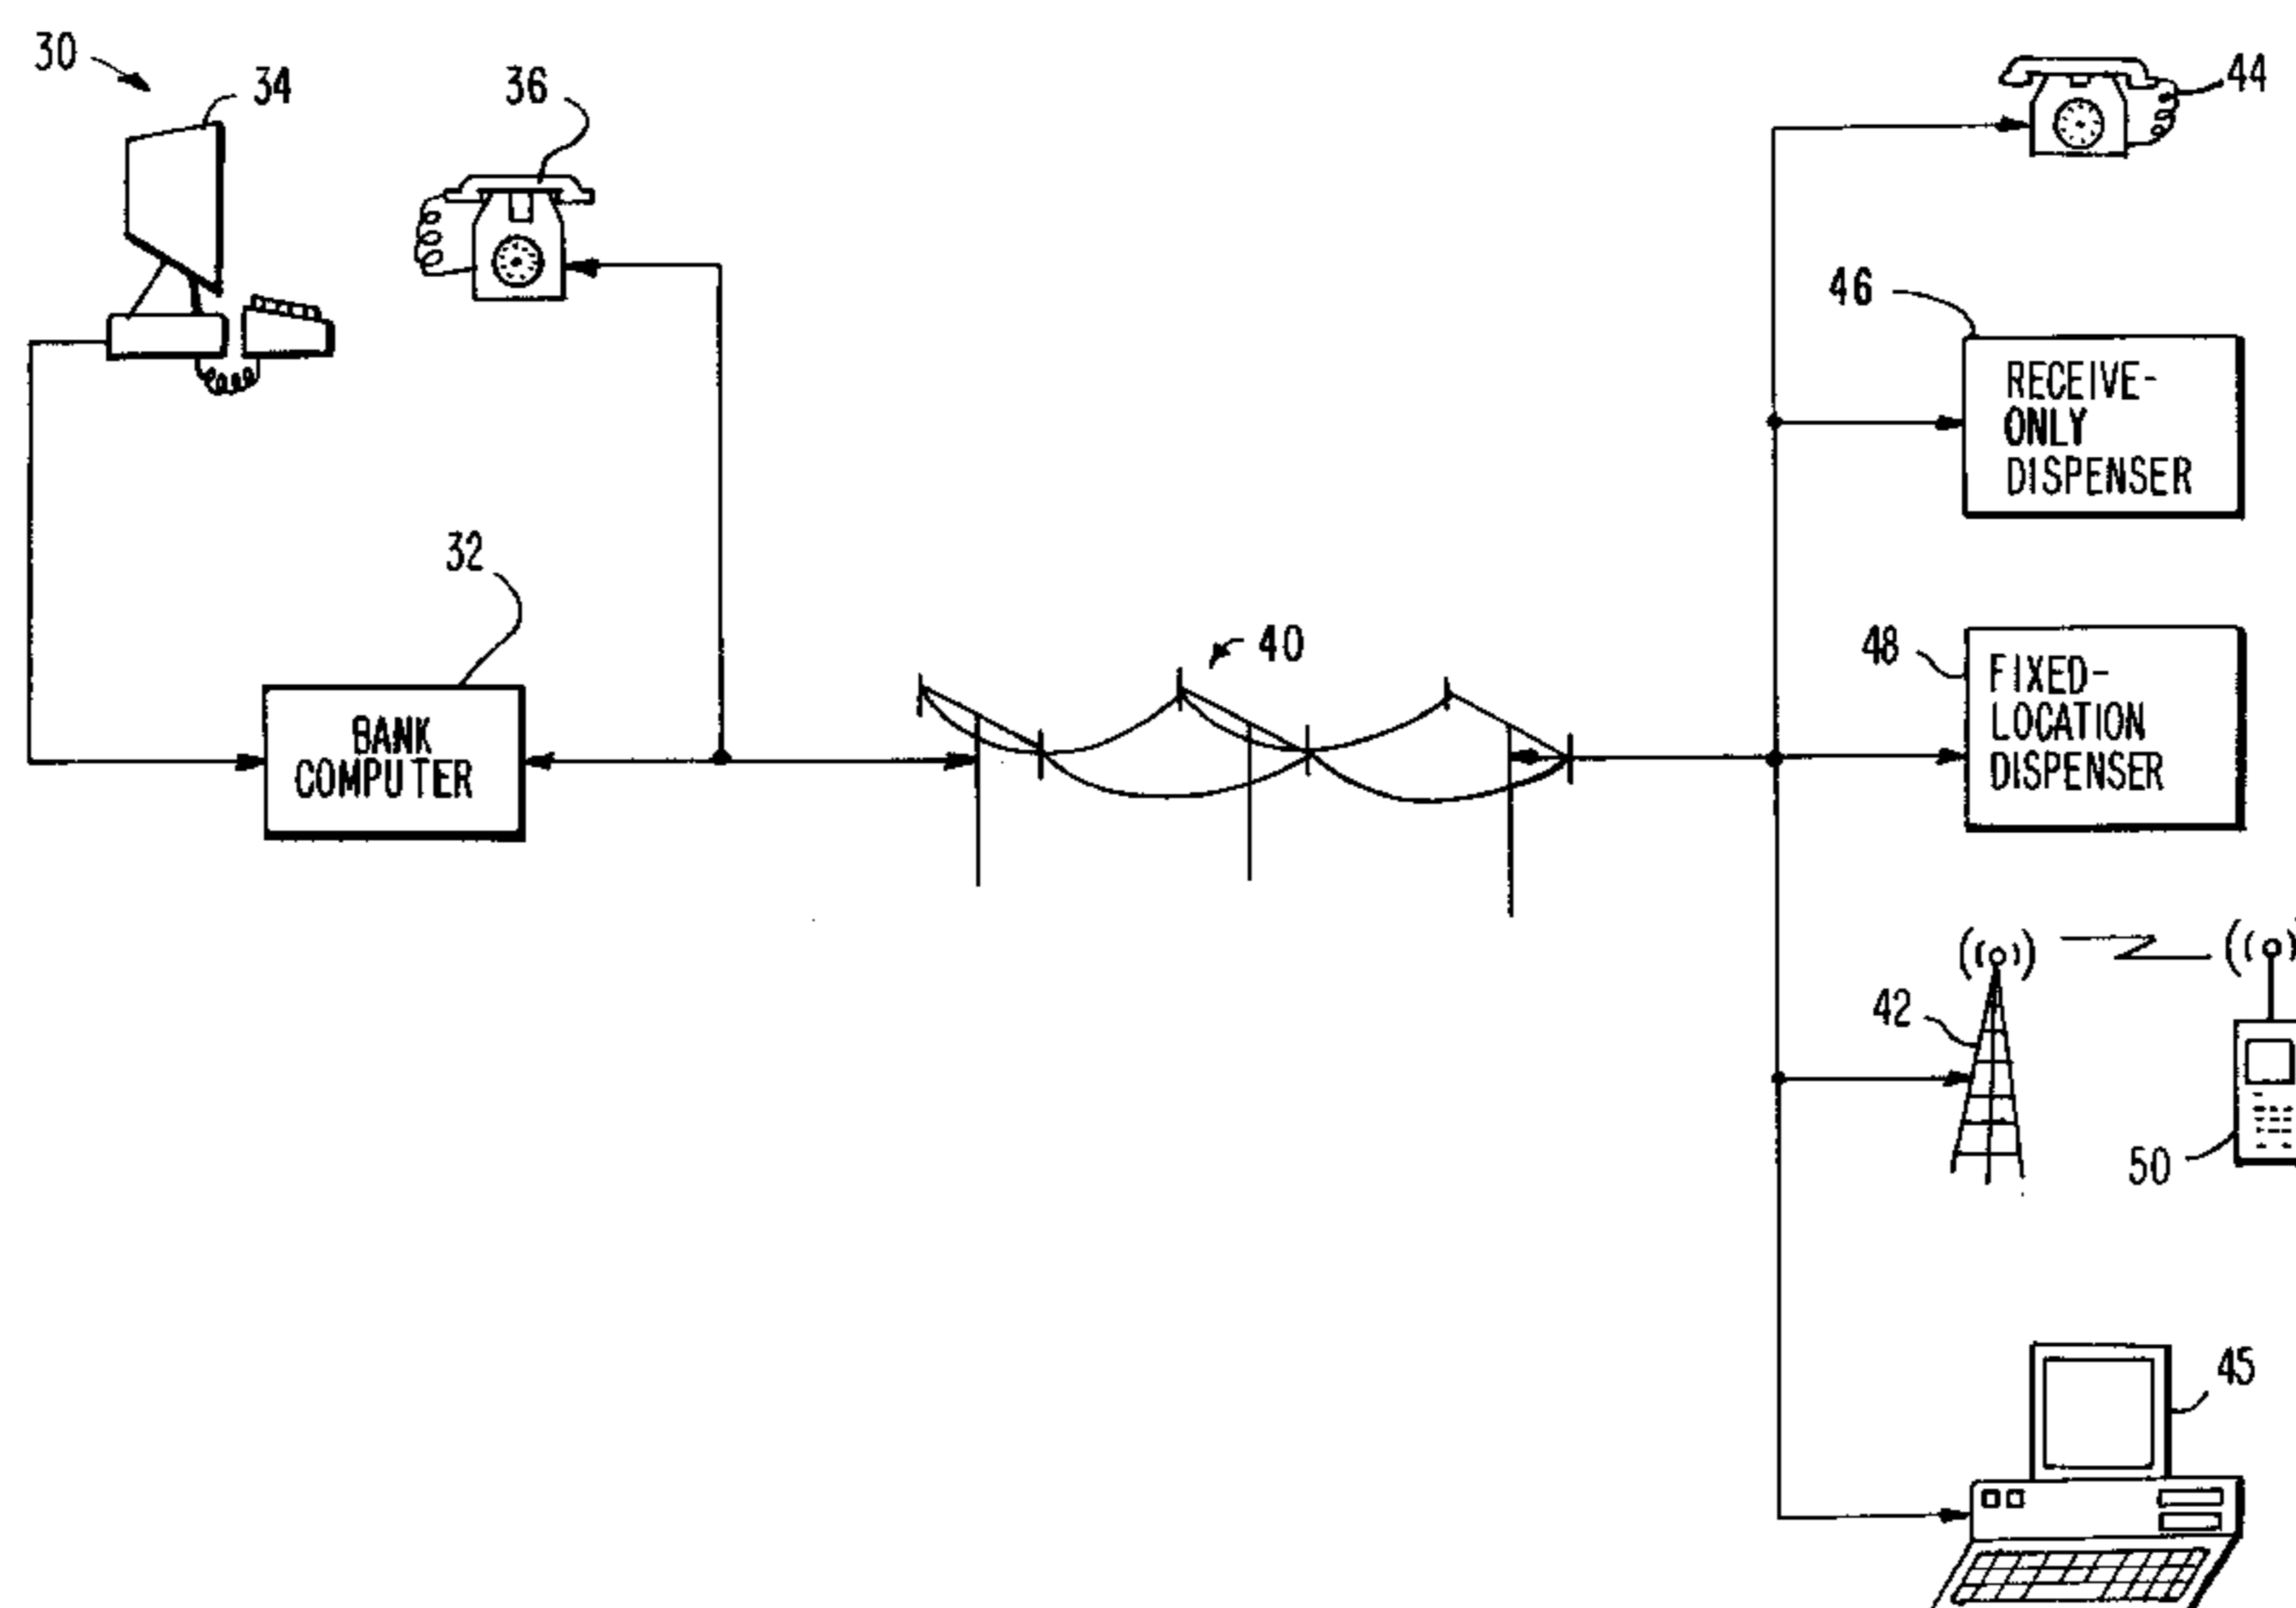 30
34
36
44
46
RECEIVE-
ONLY
DISPENSER
32
40
48
FIXED-
LOCATION
DISPENSER
BANK
COMPUTER
42
50
45